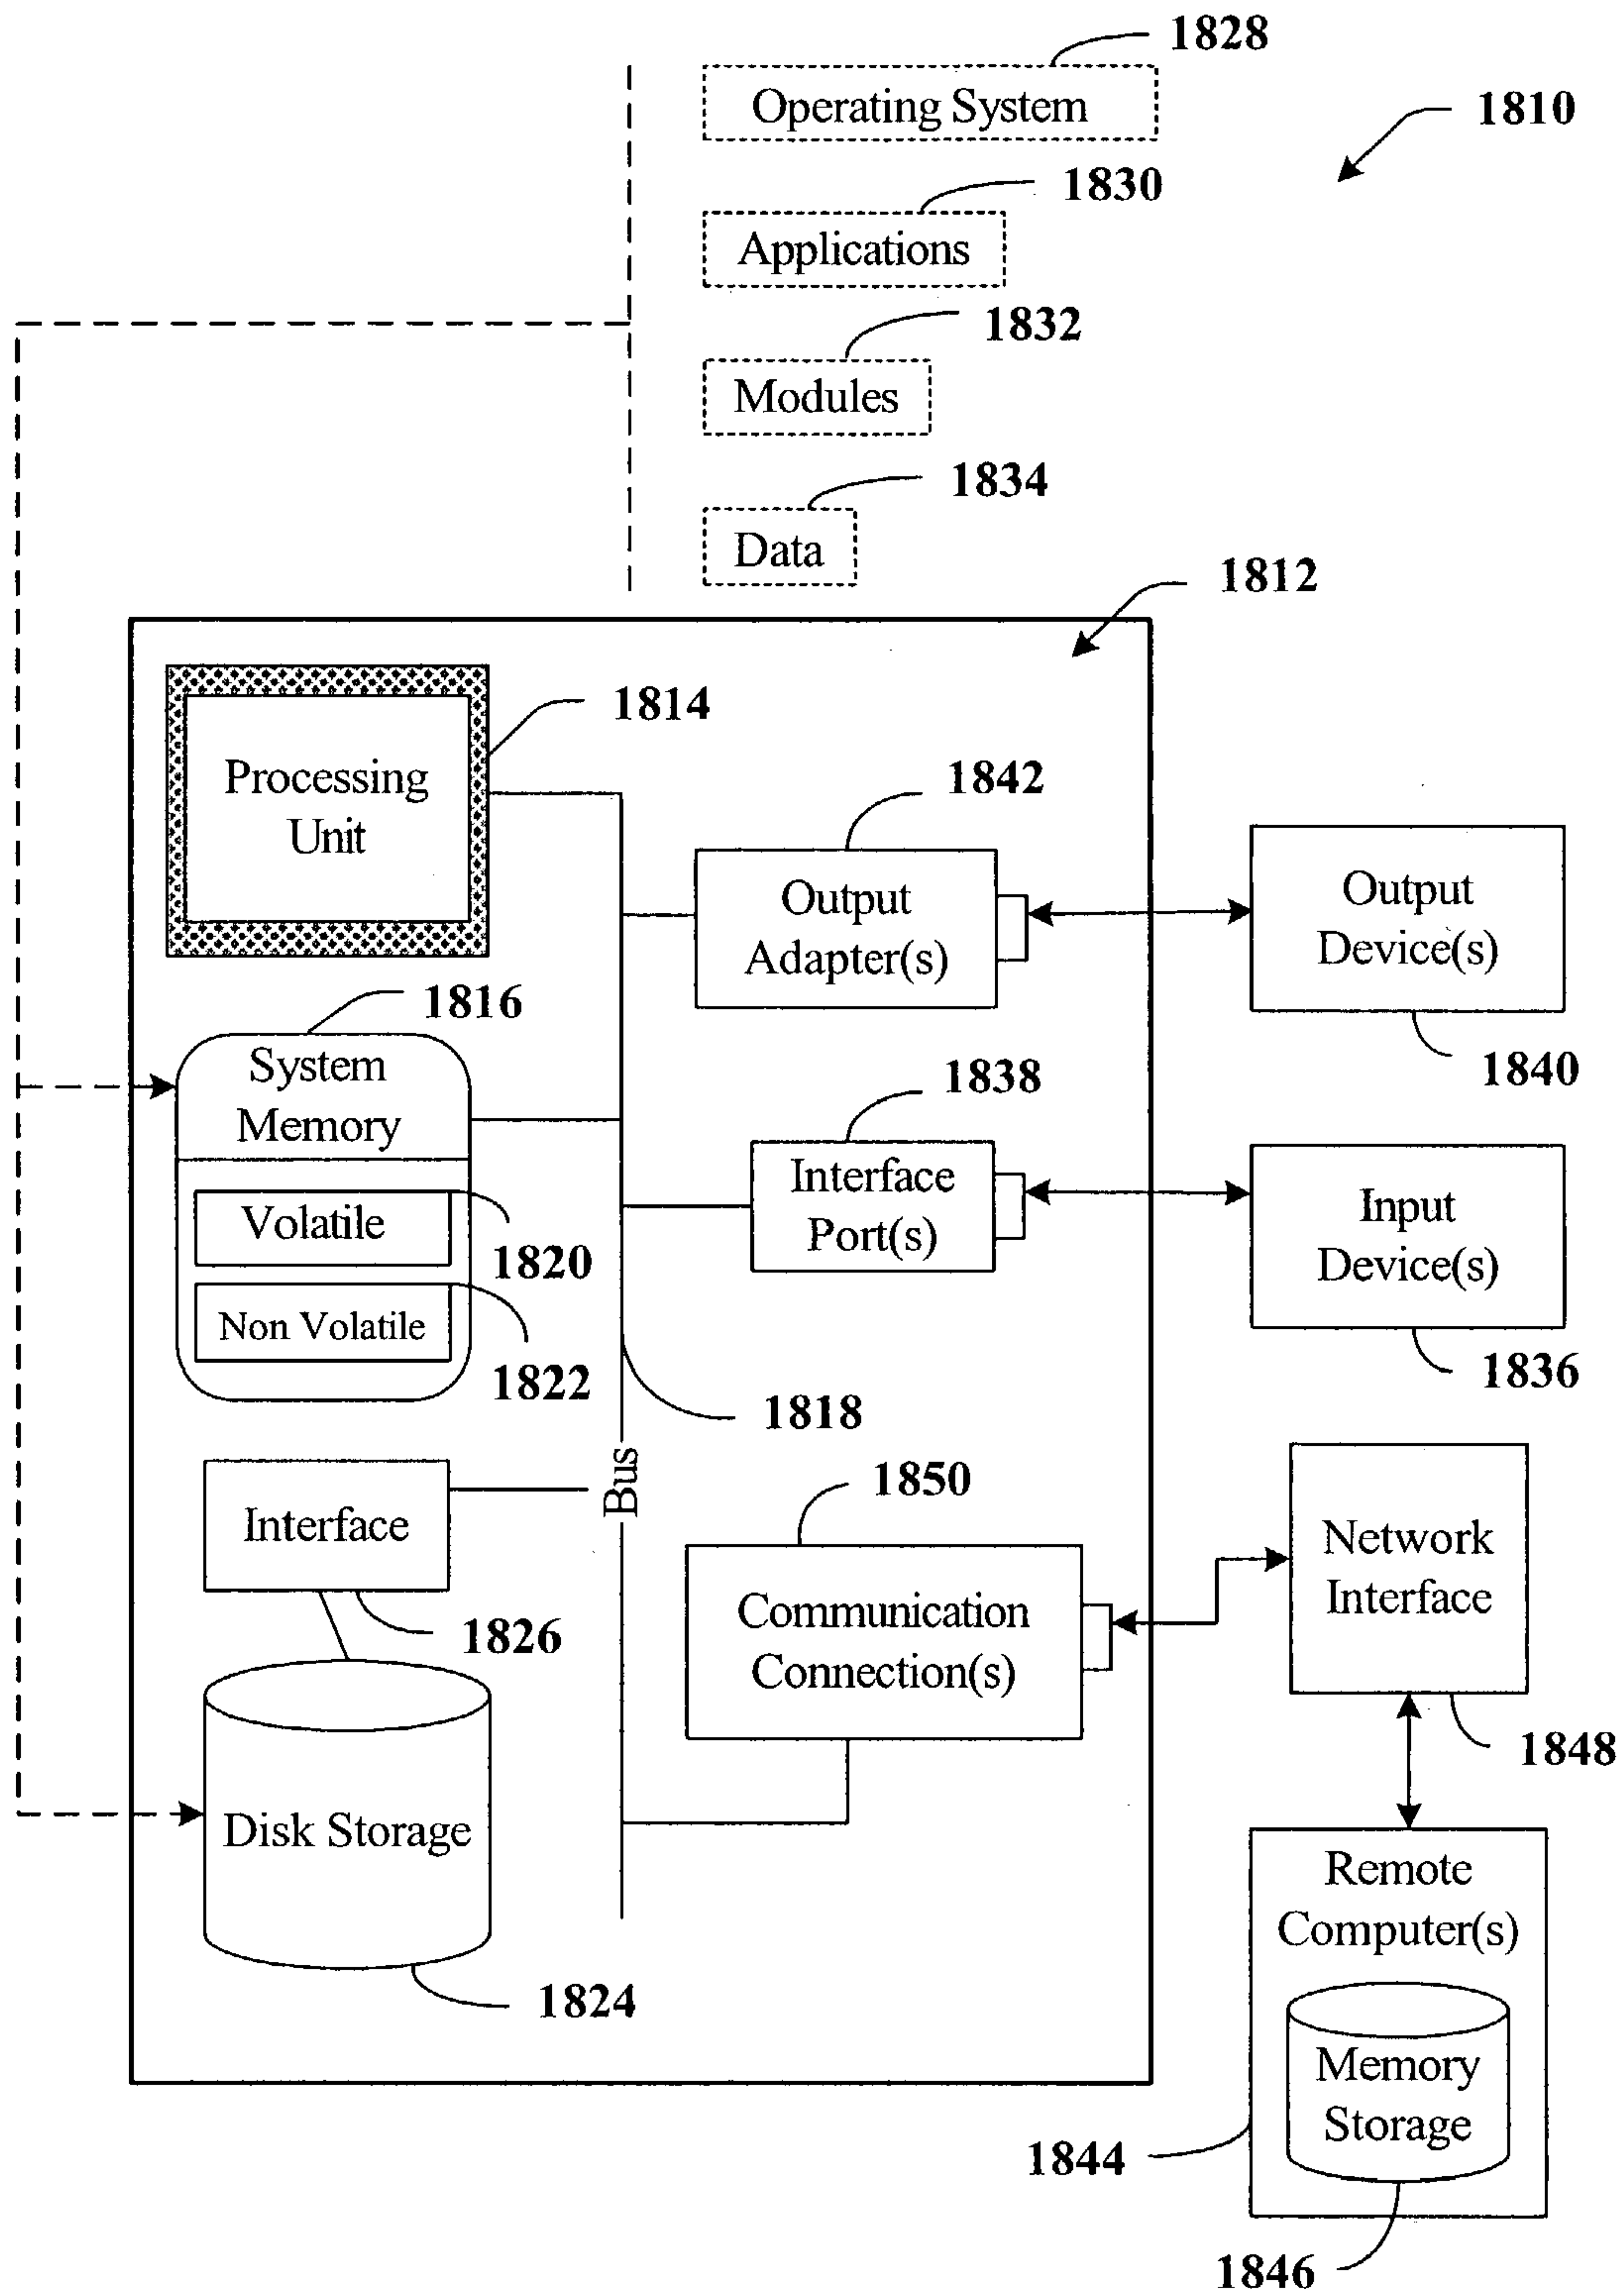 1828
Operating System
1810
1830
Applications
1832
Modules
1834
Data
1812
1814
Processing
Unit
1842
Output
Adapter(s)
Output
Device(s)
1840
1816
System
Memory
1838
Interface
Port(s)
Input
Device(s)
1836
Volatile
1820
Non Volatile
1822
1818
Bus
Interface
1826
1850
Communication
Connection(s)
Network
Interface
1848
Disk Storage
1824
Remote
Computer(s)
Memory
Storage
1844
1846